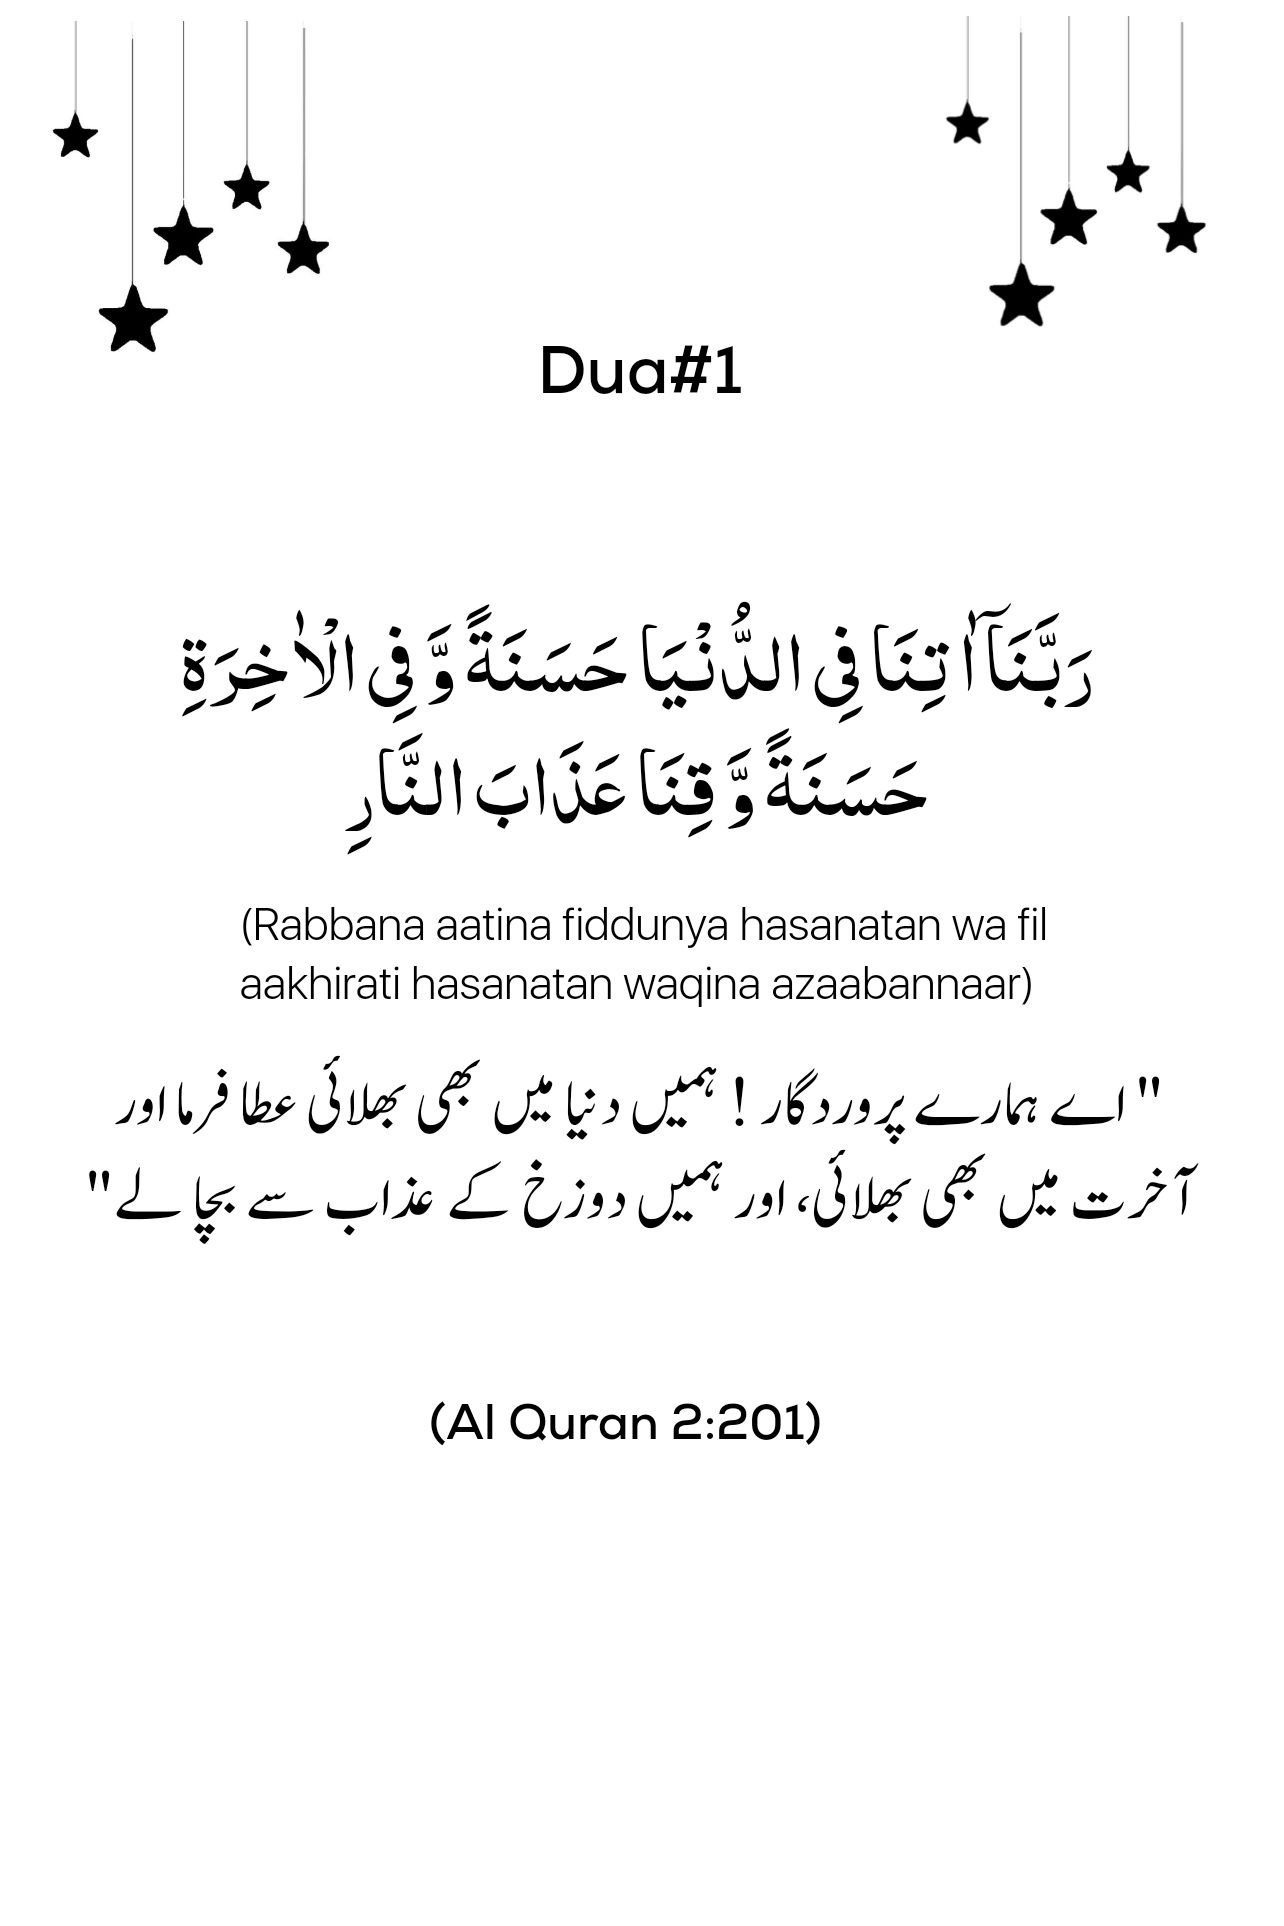 Dua#1
رَبَّنَاۤ اٰ تِنَا فِی الدُّنْیَا حَسَنَةً وَّ فِی الْاٰخِرَةِ
حَسَنَةً وَّ قِنَا عَذَابَ النَّارِ
(Rabbana aatina fiddunya hasanatan wa fil
aakhirati hasanatan waqina azaabannaar)
" اے ہمارے پروردگار ! ہمیں دنیا میں بھی بھلائی عطا فرما اور
آخرت میں بھی بھلائی، اور ہمیں دوزخ کے عذاب سے بچا لے"
(Al Quran 2:201)